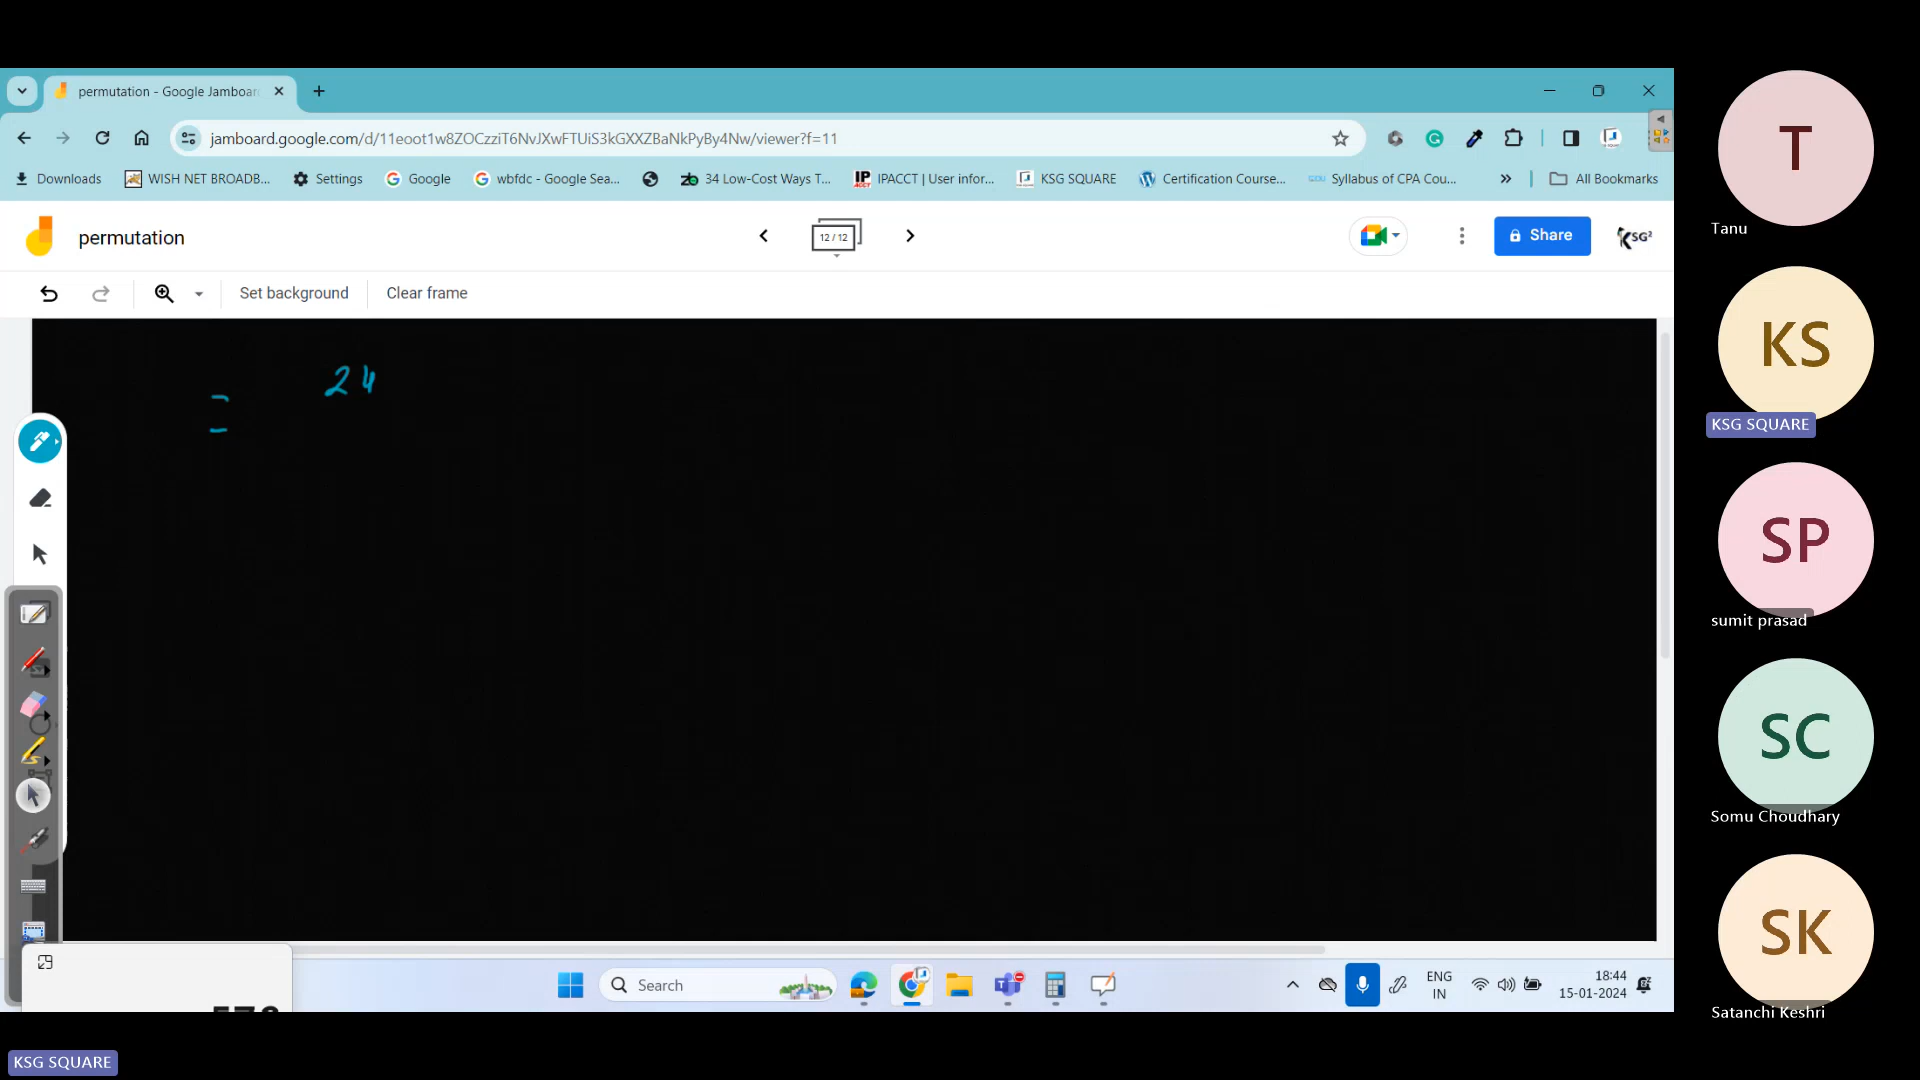 permutation - Google Jamboar
jamboard.google.com/d/11eoot1w8ZOCzziT6NvJXwFTUiS3kGXXZBaNkPyBy4Nw/viewer?f=11
Downloads WISH NET BROADB... Settings Google wbfdc - Google Sea... 34 Low-Cost Ways T... IPACCT | User infor... KSG SQUARE Certification Course... Syllabus of CPA Cou... » All Bookmarks
permutation 12 / 12 Share KSG²
Set background Clear frame
= 24
Search
ENG
IN
18:44
15-01-2024
T
Tanu
KS
KSG SQUARE
SP
sumit prasad
SC
Somu Choudhary
SK
Satanchi Keshri
KSG SQUARE